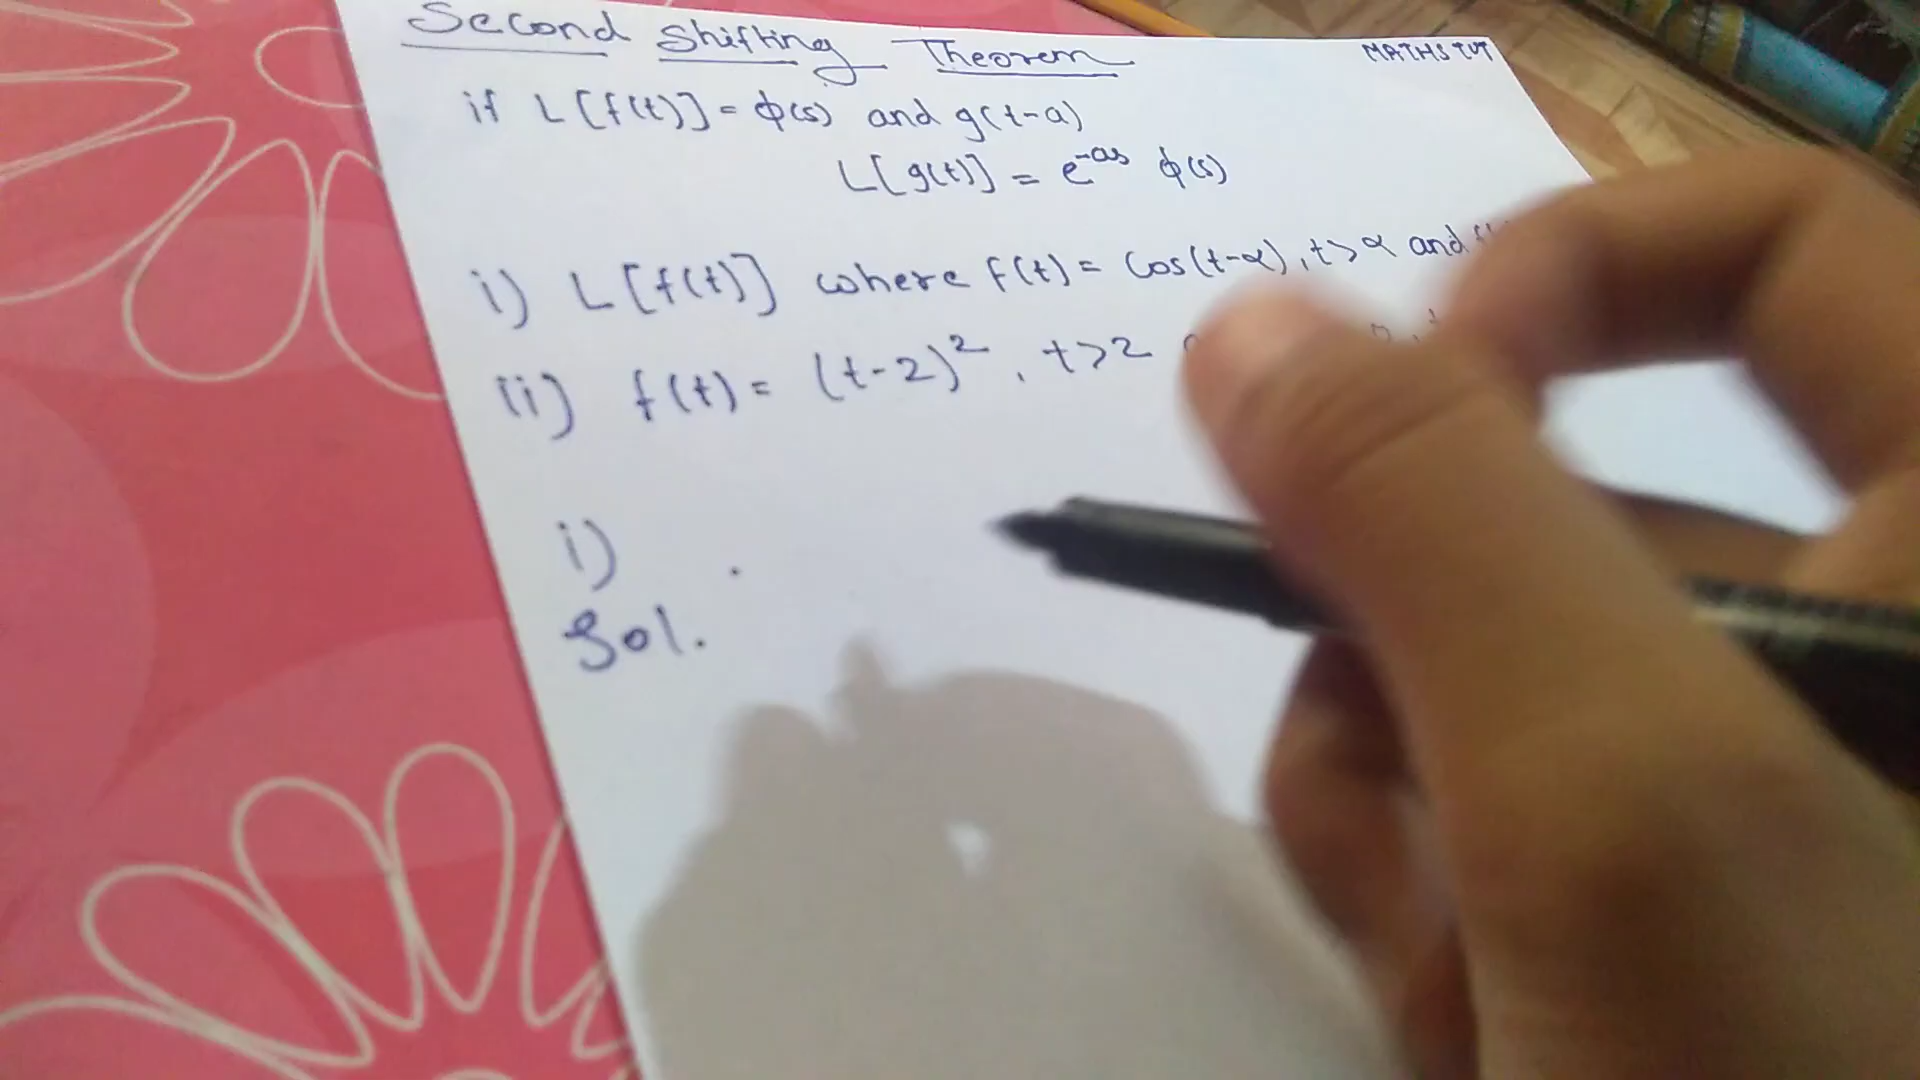 Second Shifting Theorem
MATHS TUT
if L[f(t)] = ϕ(s) and g(t-a)
L[g(t)] = e^-as ϕ(s)
i) L[f(t)] where f(t) = Cos(t-α), t>α and
ii) f(t) = (t-2)², t>2
i)
Sol.